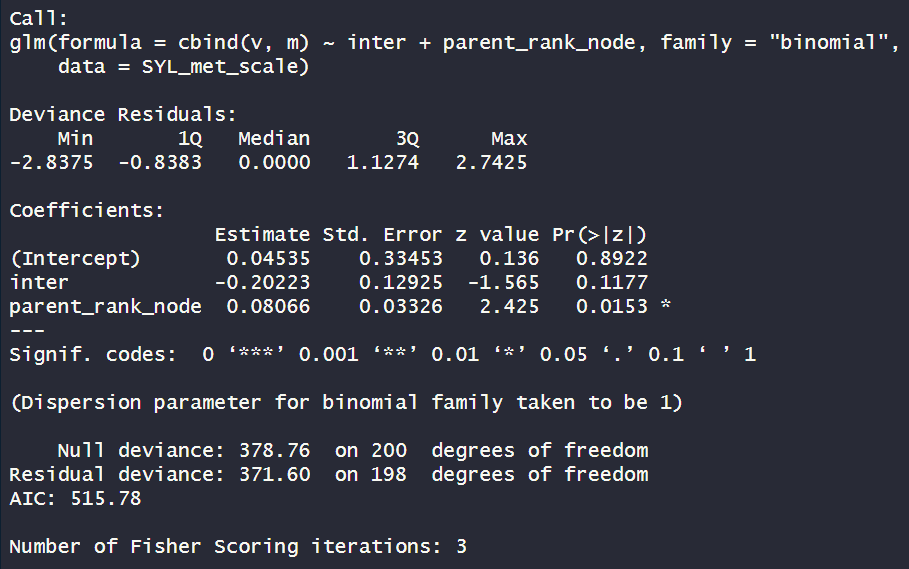 Call:
glm(formula = cbind(v, m) ~ inter + parent_rank_node, family = "binomial",
    data = SYL_met_scale)

Deviance Residuals:
    Min       1Q   Median       3Q      Max
-2.8375  -0.8383   0.0000   1.1274   2.7425

Coefficients:
                 Estimate Std. Error z value Pr(>|z|)
(Intercept)       0.04535    0.33453   0.136   0.8922
inter            -0.20223    0.12925  -1.565   0.1177
parent_rank_node  0.08066    0.03326   2.425   0.0153 *
---
Signif. codes:  0 ‘***’ 0.001 ‘**’ 0.01 ‘*’ 0.05 ‘.’ 0.1 ‘ ’ 1

(Dispersion parameter for binomial family taken to be 1)

    Null deviance: 378.76  on 200  degrees of freedom
Residual deviance: 371.60  on 198  degrees of freedom
AIC: 515.78

Number of Fisher Scoring iterations: 3